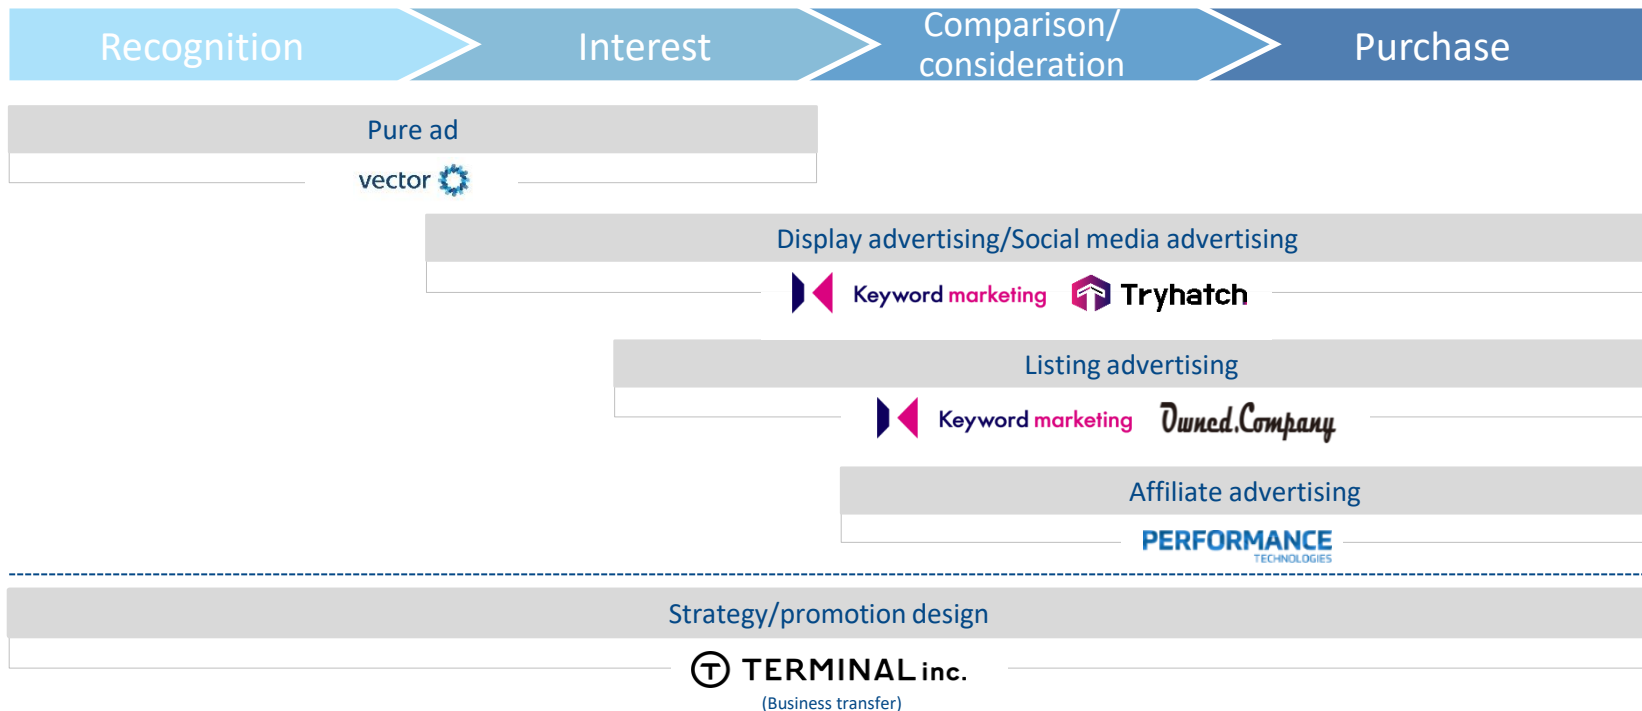 Recognition
Interest
Comparison/
consideration
Purchase
Pure ad
vector
Display advertising/Social media advertising
Keyword marketing
Tryhatch
Listing advertising
Keyword marketing
Owned.Company
Affiliate advertising
PERFORMANCE
TECHNOLOGIES
Strategy/promotion design
T TERMINAL inc.
(Business transfer)